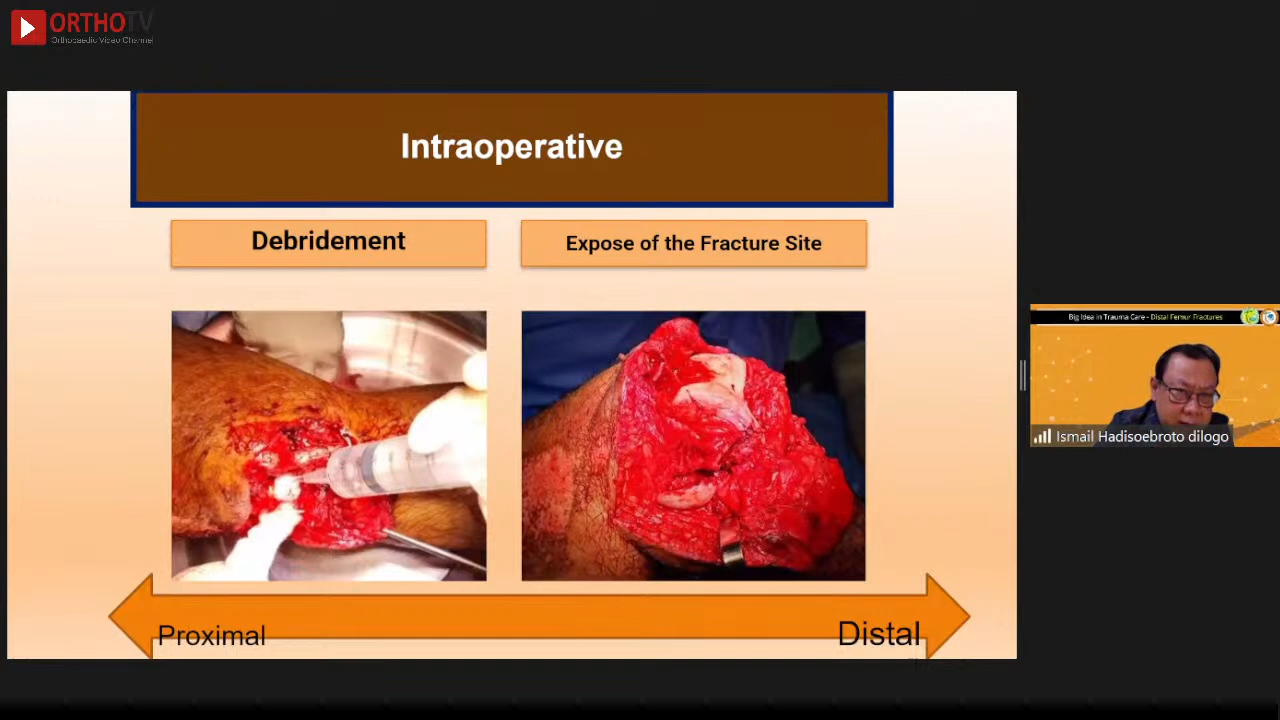 ORTHOTV
Orthopaedic Video Channel
Intraoperative
Debridement
Expose of the Fracture Site
Big Idea in Trauma Care - Distal Femur Fractures
Ismail Hadisoebroto dilogo
Proximal
Distal